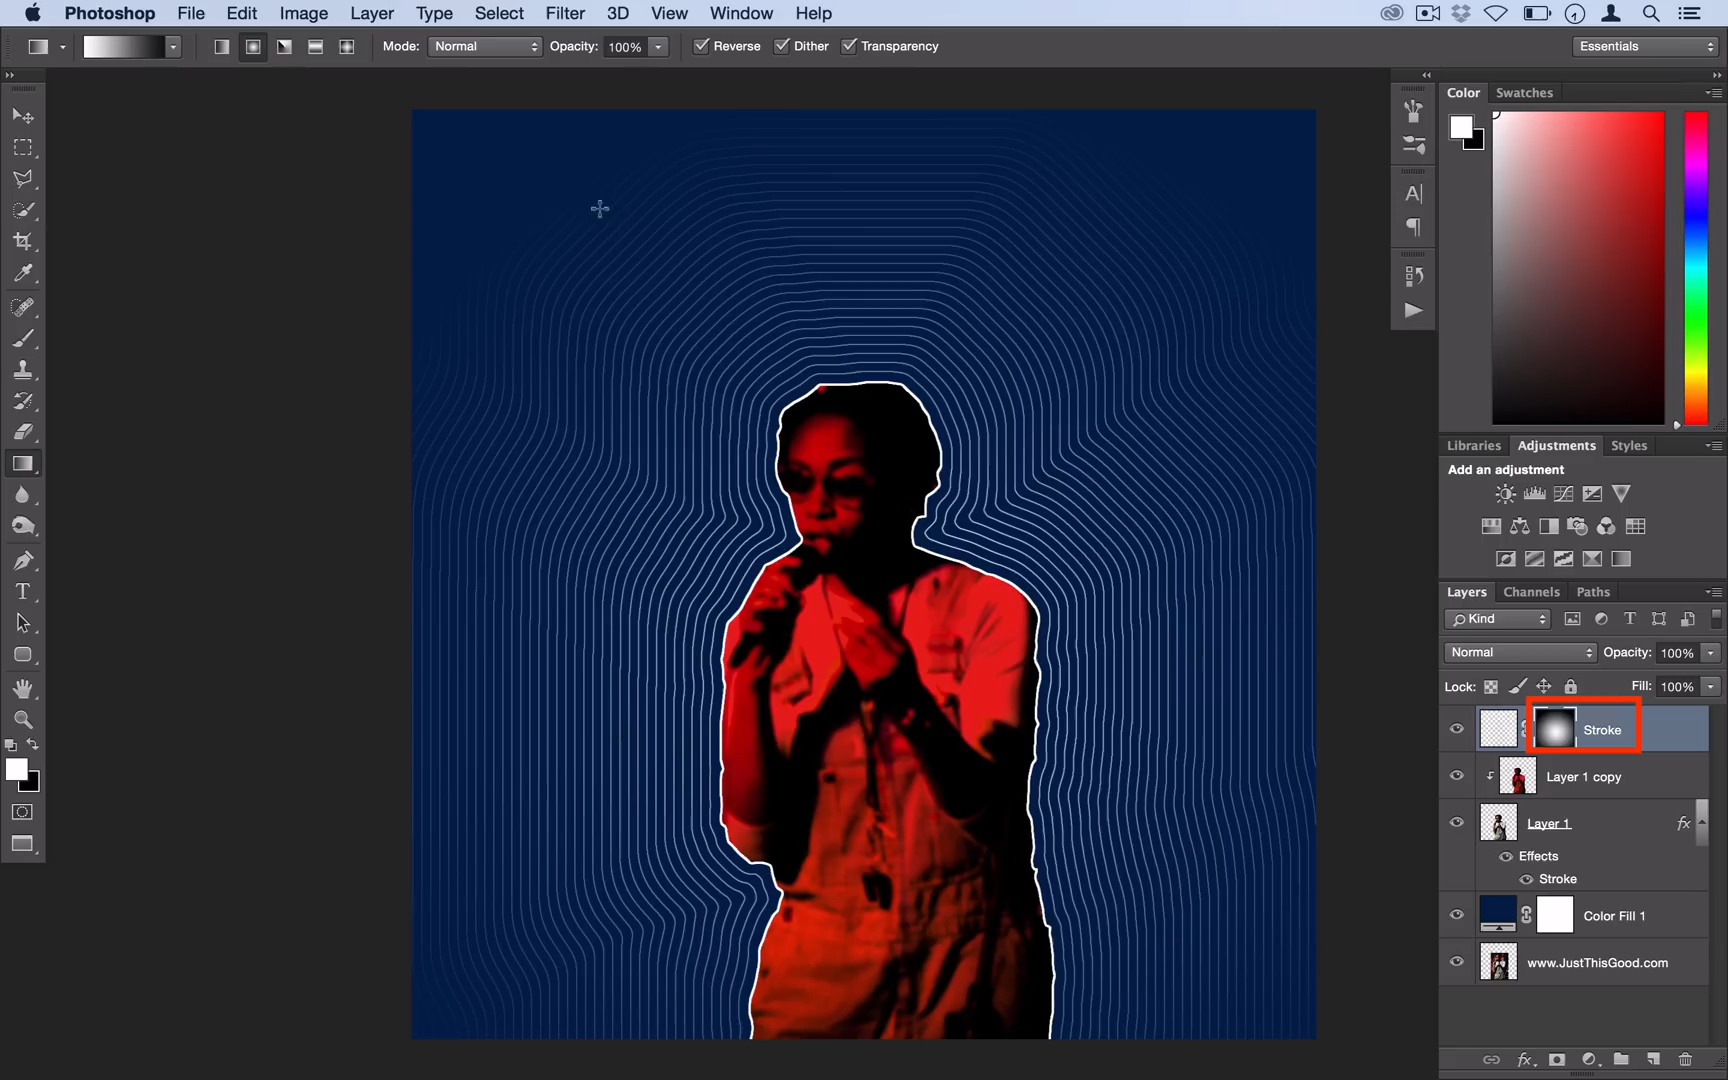 Photoshop File Edit Image Layer Type Select Filter 3D View Window Help
Mode: Normal Opacity: 100% Reverse Dither Transparency Essentials
Color Swatches
Libraries Adjustments Styles
Add an adjustment
Layers Channels Paths
Kind
Normal Opacity: 100%
Lock: Fill: 100%
Stroke
Layer 1 copy
Layer 1 fx
Effects
Stroke
Color Fill 1
www.JustThisGood.com
fx